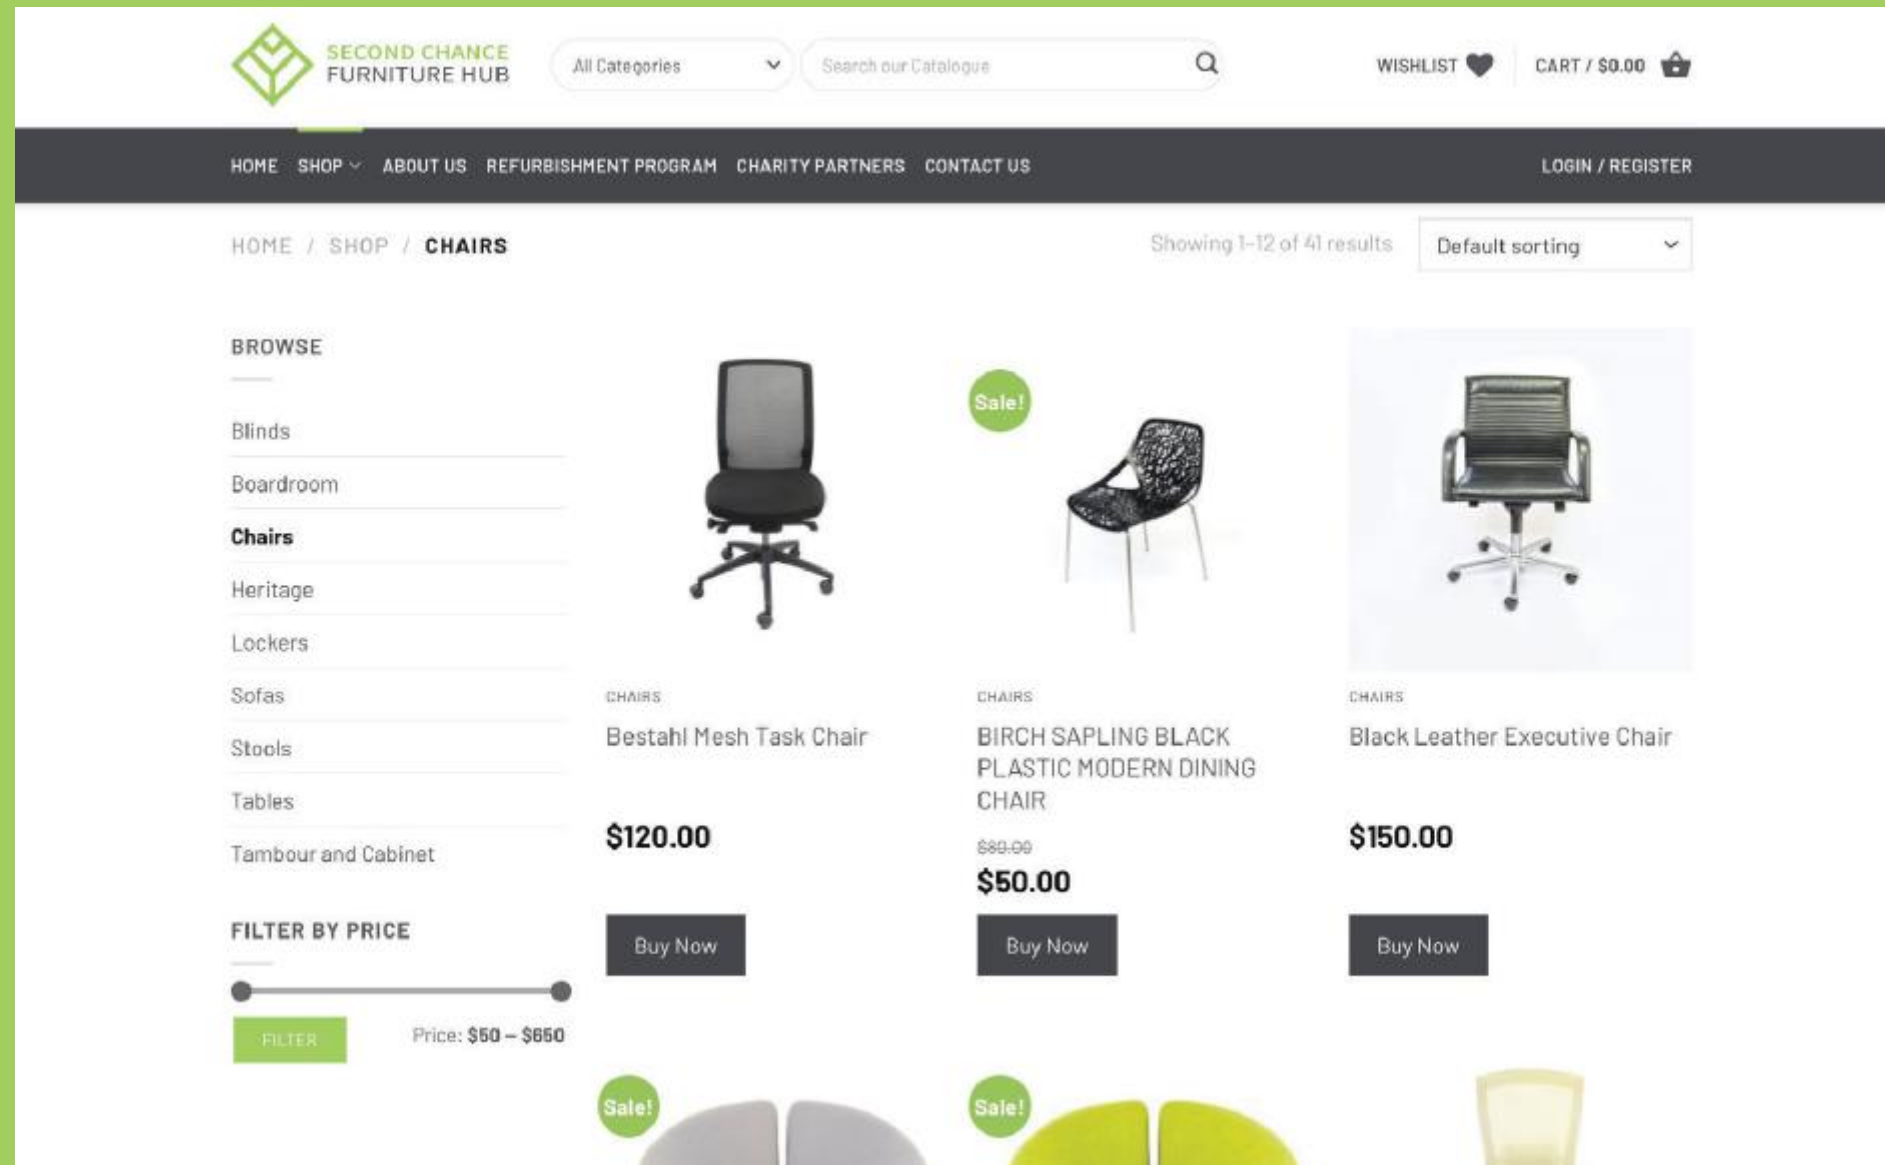 SECOND CHANCE
FURNITURE HUB
All Categories
Search our Catalogue
WISHLIST
CART / $0.00
HOME SHOP ABOUT US REFURBISHMENT PROGRAM CHARITY PARTNERS CONTACT US
LOGIN / REGISTER
HOME / SHOP / CHAIRS
Showing 1–12 of 41 results
Default sorting
BROWSE
Blinds
Boardroom
Chairs
Heritage
Lockers
Sofas
Stools
Tables
Tambour and Cabinet
FILTER BY PRICE
FILTER
Price: $50 — $650
CHAIRS
Bestahl Mesh Task Chair
$120.00
Buy Now
Sale!
CHAIRS
BIRCH SAPLING BLACK
PLASTIC MODERN DINING
CHAIR
$80.00
$50.00
Buy Now
CHAIRS
Black Leather Executive Chair
$150.00
Buy Now
Sale!
Sale!